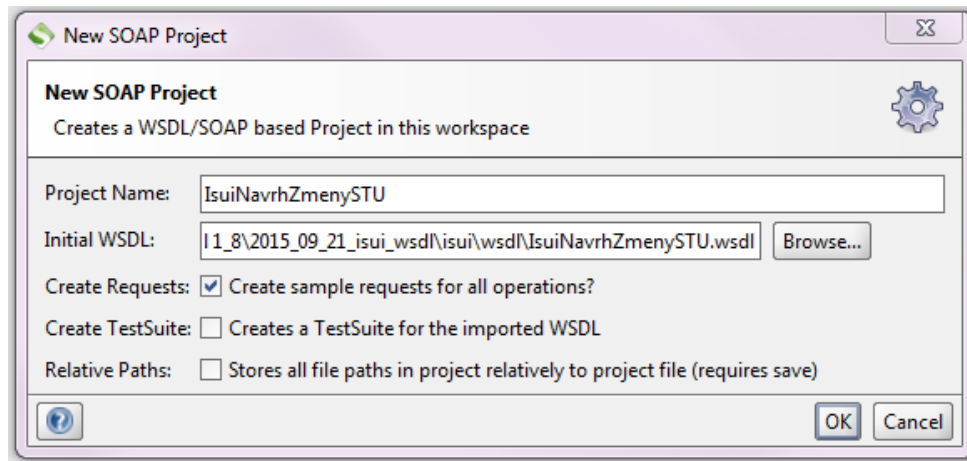 New SOAP Project
New SOAP Project
Creates a WSDL/SOAP based Project in this workspace
Project Name: IsuiNavrhZmenySTU
Initial WSDL: l 1_8\2015_09_21_isui_wsdl\isui\wsdl\IsuiNavrhZmenySTU.wsdl Browse...
Create Requests: Create sample requests for all operations?
Create TestSuite: Creates a TestSuite for the imported WSDL
Relative Paths: Stores all file paths in project relatively to project file (requires save)
? OK Cancel